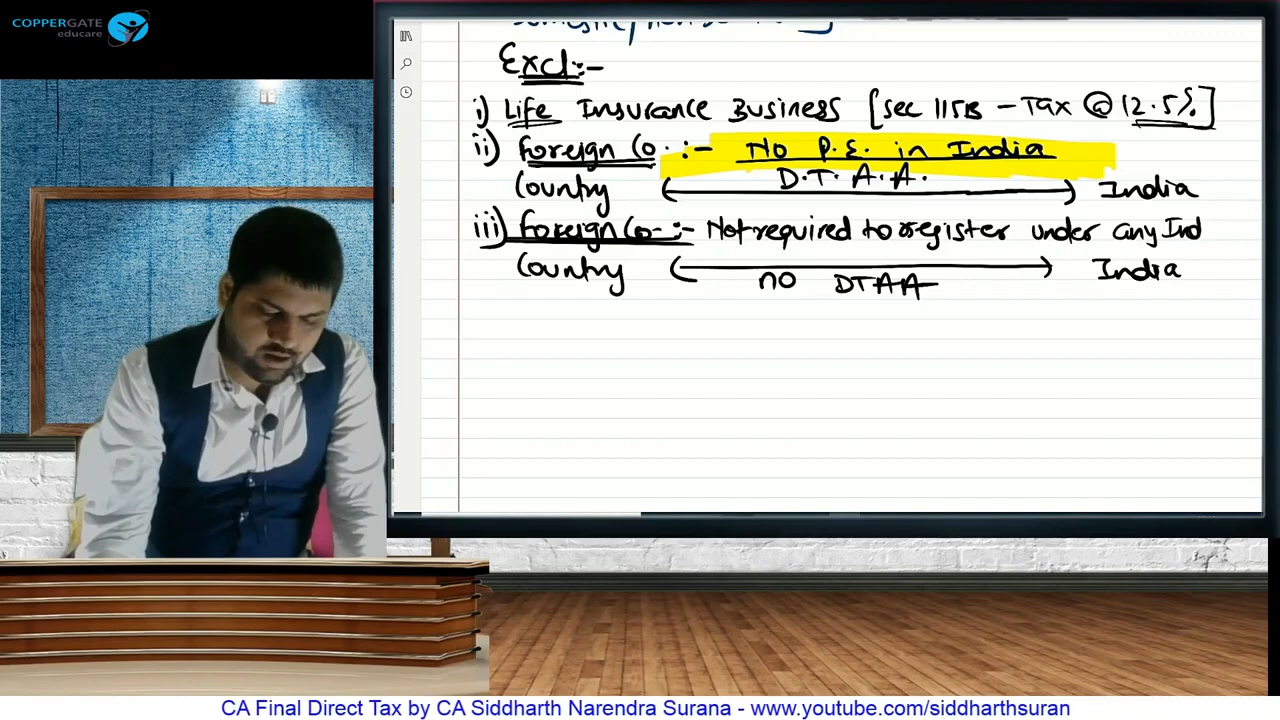 COPPERGATE
educare
Excl:-
i) Life Insurance Business [Sec 115B - Tax @ 12.5%]
ii) Foreign Co. :- No P.E. in India
Country D.T.A.A. India
iii) Foreign Co- :- Not required to register under any Ind
Country no DTAA India
CA Final Direct Tax by CA Siddharth Narendra Surana - www.youtube.com/siddharthsuran